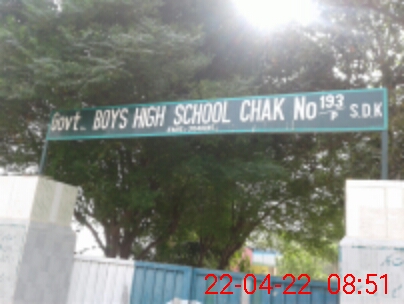 Govt. BOYS HIGH SCHOOL CHAK No 193/P S.D.K
22-04-22 08:51